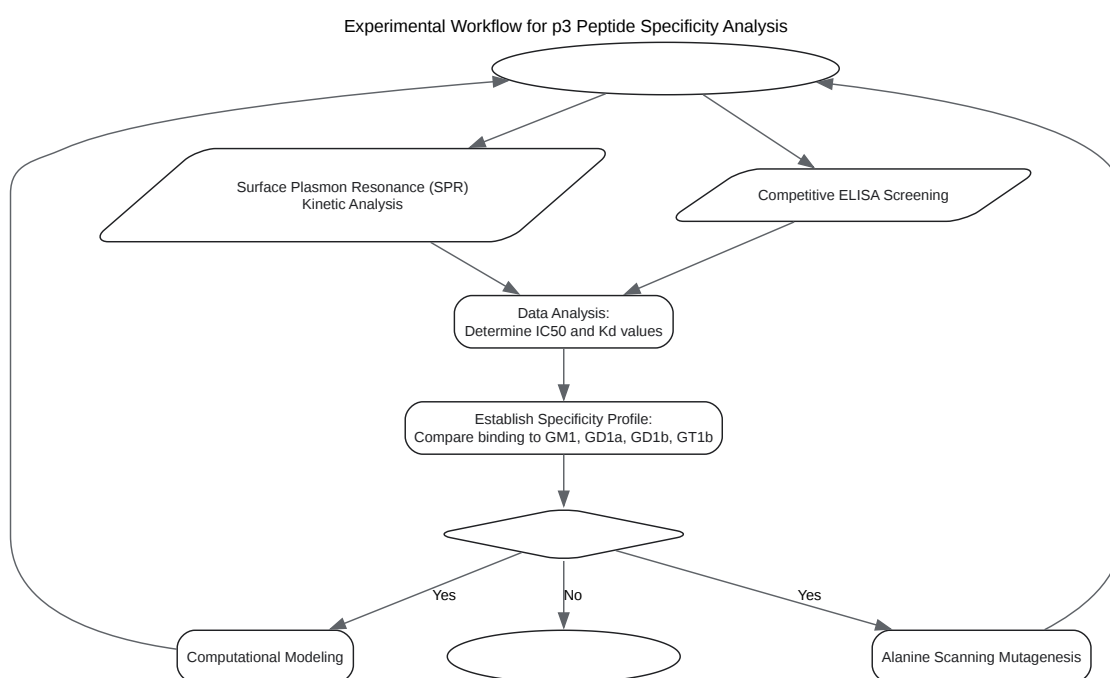 Experimental Workflow for p3 Peptide Specificity Analysis
Surface Plasmon Resonance (SPR)
Kinetic Analysis
Competitive ELISA Screening
Data Analysis:
Determine IC50 and Kd values
Establish Specificity Profile:
Compare binding to GM1, GD1a, GD1b, GT1b
Yes
No
Yes
Computational Modeling
Alanine Scanning Mutagenesis